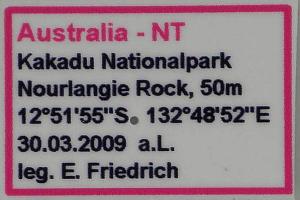 Australia - NT
Kakadu Nationalpark
Nourlangie Rock, 50m
12°51'55"S 132°48'52"E
30.03.2009 a.L.
leg. E. Friedrich